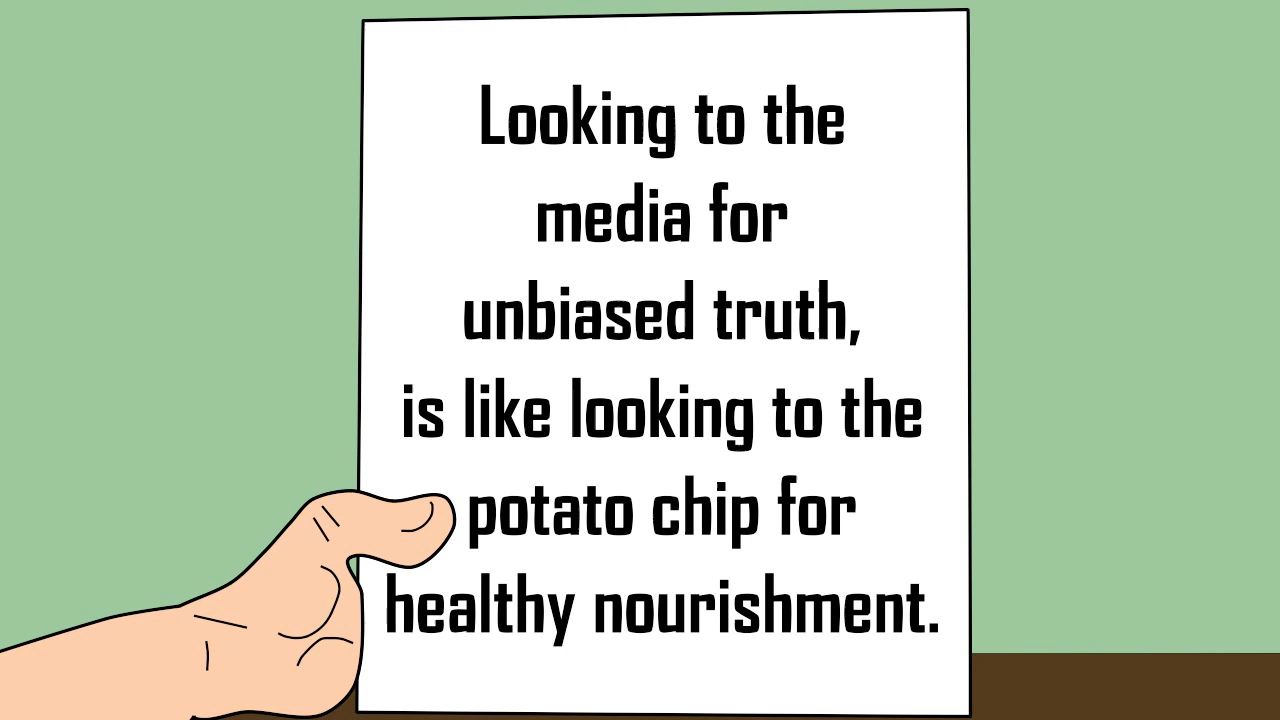 Looking to the
media for
unbiased truth,
is like looking to the
potato chip for
healthy nourishment.